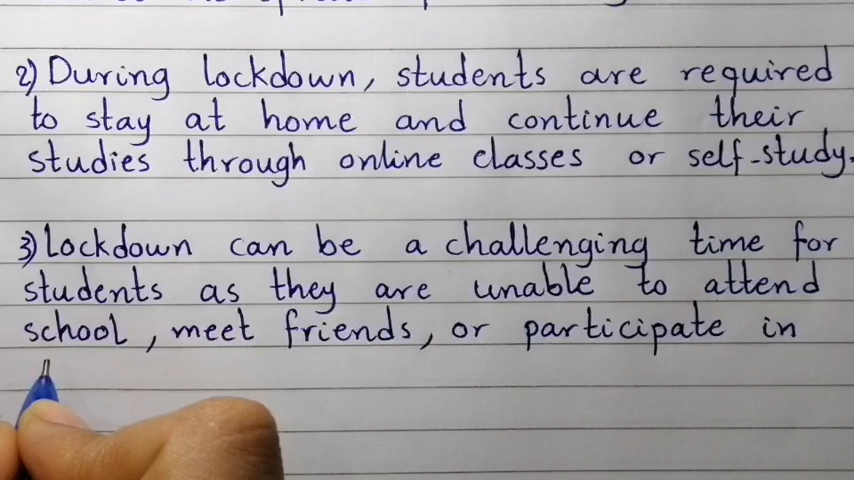 2) During lockdown, students are required
to stay at home and continue their
studies through online classes or self-study.
3) Lockdown can be a challenging time for
students as they are unable to attend
school, meet friends, or participate in